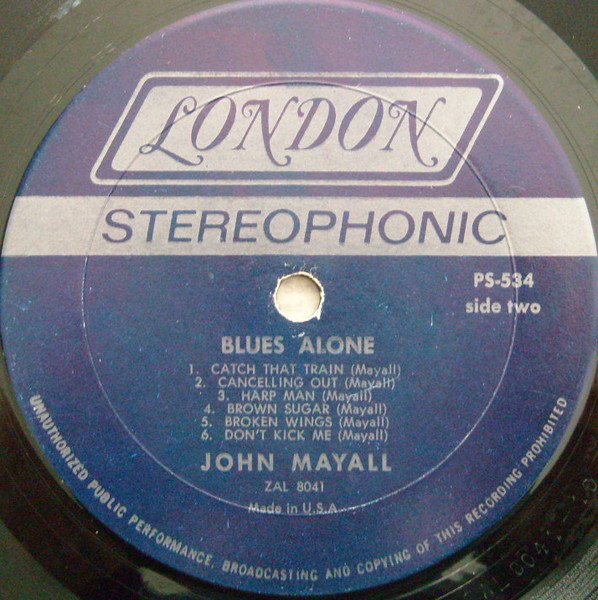 LONDON
STEREOPHONIC
PS-534
side two
BLUES ALONE
1. CATCH THAT TRAIN (Mayall)
2. CANCELLING OUT (Mayall)
3. HARP MAN (Mayall)
4. BROWN SUGAR (Mayall)
5. BROKEN WINGS (Mayall)
6. DON'T KICK ME (Mayall)
JOHN MAYALL
ZAL 8041
Made in U.S.A
UNAUTHORIZED PUBLIC PERFORMANCE, BROADCASTING AND COPYING OF THIS RECORDING PROHIBITED